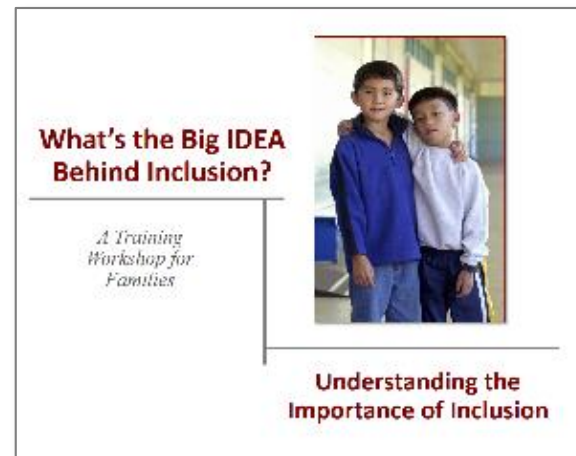 What's the Big IDEA
Behind Inclusion?
A Training
Workshop for
Families
Understanding the
Importance of Inclusion